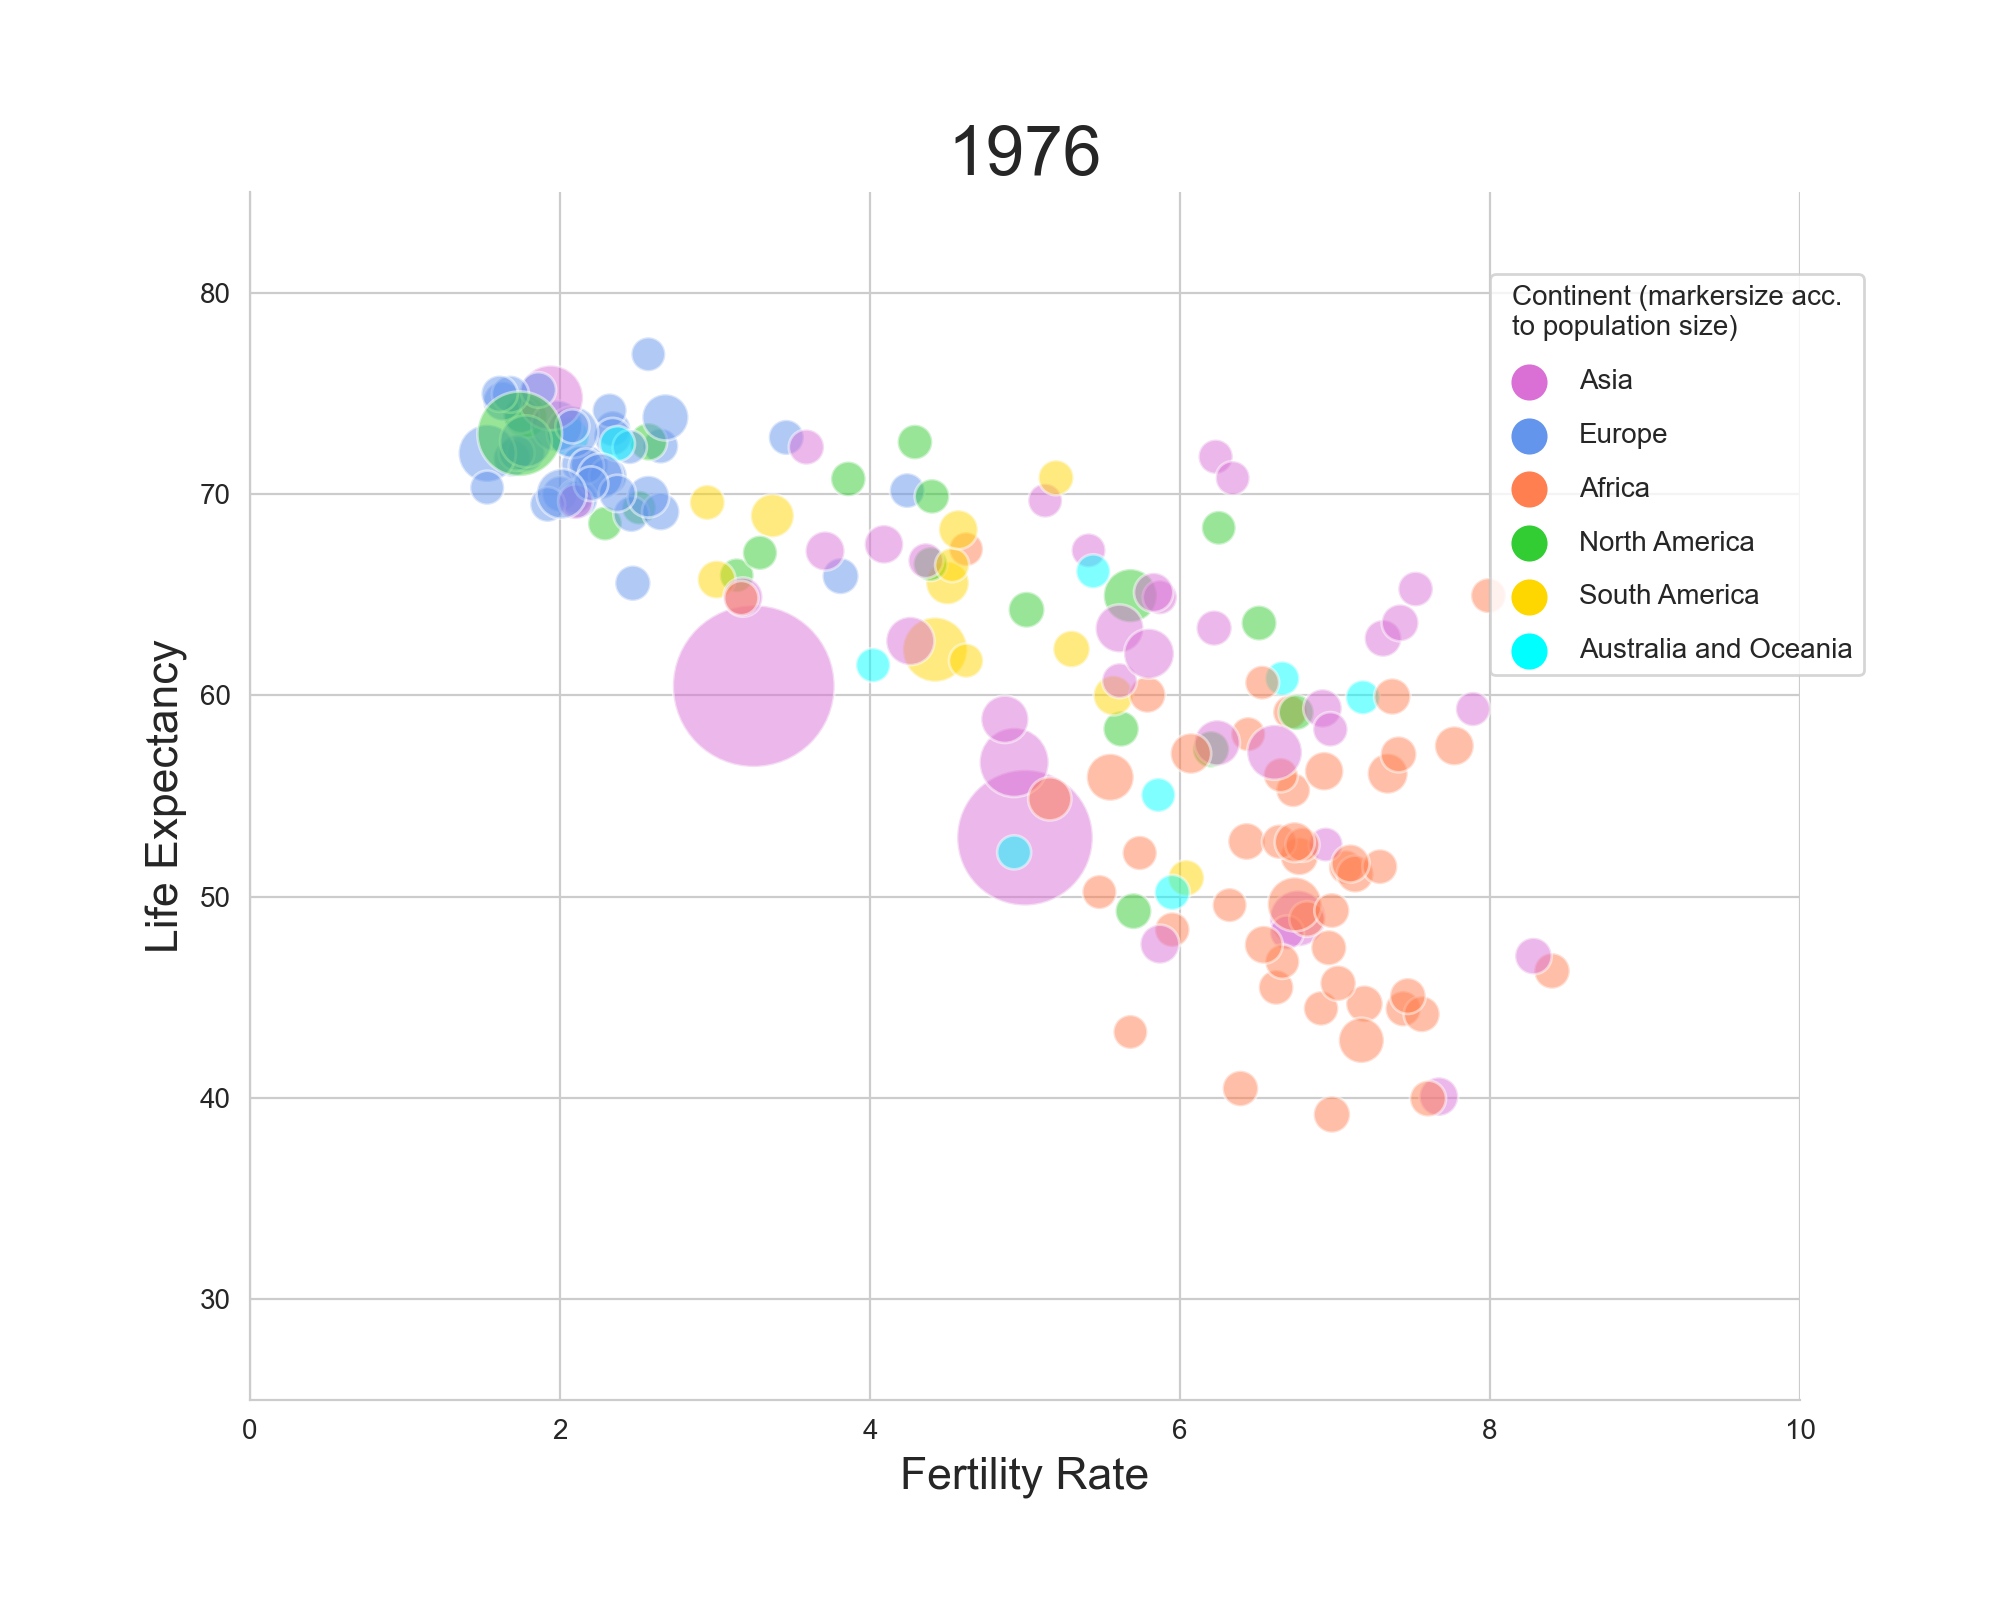 1976
80
70
60
50
40
30
Life Expectancy
0 2 4 6 8 10
Fertility Rate
Continent (markersize acc.
to population size)
Asia
Europe
Africa
North America
South America
Australia and Oceania